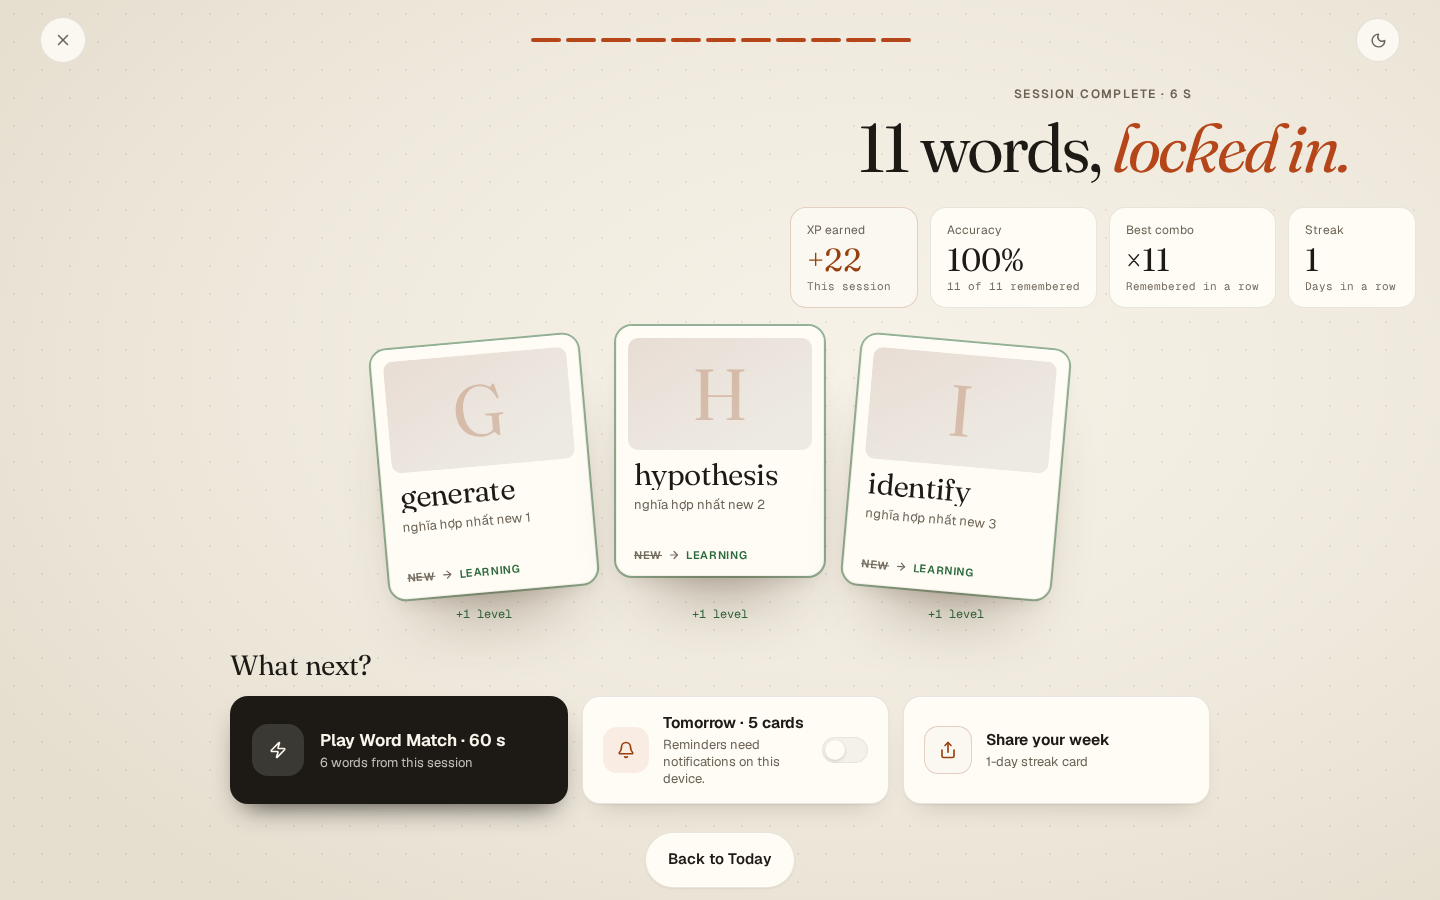 SESSION COMPLETE · 6 S
11 words, locked in.
XP earned
+22
This session
Accuracy
100%
11 of 11 remembered
Best combo
×11
Remembered in a row
Streak
1
Days in a row
G
generate
nghĩa hợp nhất new 1
NEW → LEARNING
+1 level
H
hypothesis
nghĩa hợp nhất new 2
NEW → LEARNING
+1 level
I
identify
nghĩa hợp nhất new 3
NEW → LEARNING
+1 level
What next?
Play Word Match · 60 s
6 words from this session
Tomorrow · 5 cards
Reminders need
notifications on this
device.
Share your week
1-day streak card
Back to Today